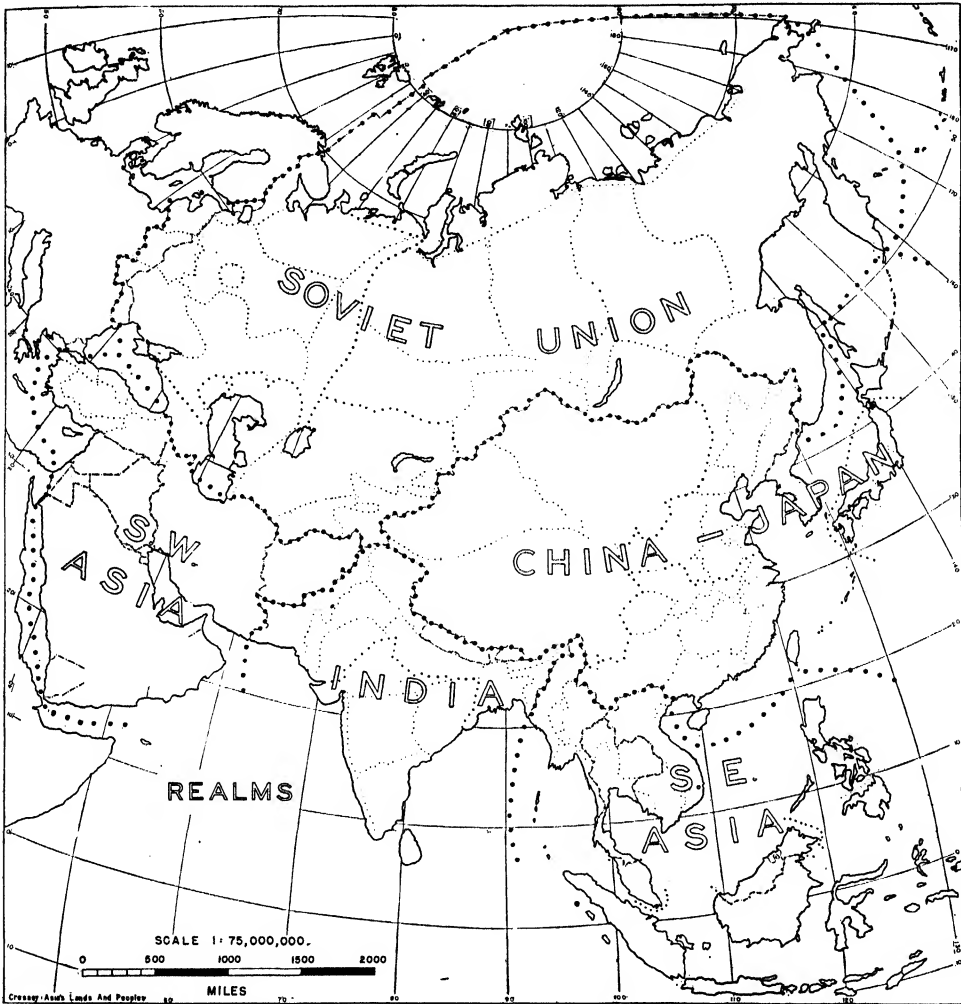 SOVIET UNION
CHINA – JAPAN
S.W.
ASIA
INDIA
S. E.
ASIA
REALMS
SCALE 1:75,000,000.
0 500 1000 1500 2000
MILES
Cressey-Asia's Lands And Peoples